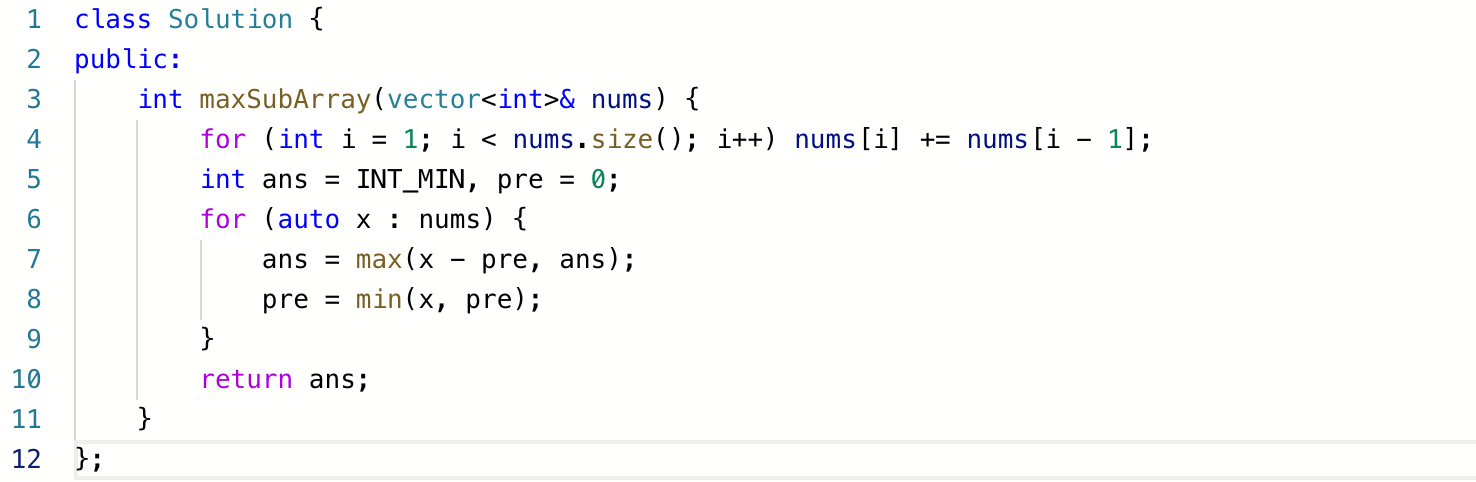 1 class Solution {
2 public:
3     int maxSubArray(vector<int>& nums) {
4         for (int i = 1; i < nums.size(); i++) nums[i] += nums[i - 1];
5         int ans = INT_MIN, pre = 0;
6         for (auto x : nums) {
7             ans = max(x - pre, ans);
8             pre = min(x, pre);
9         }
10         return ans;
11     }
12 };